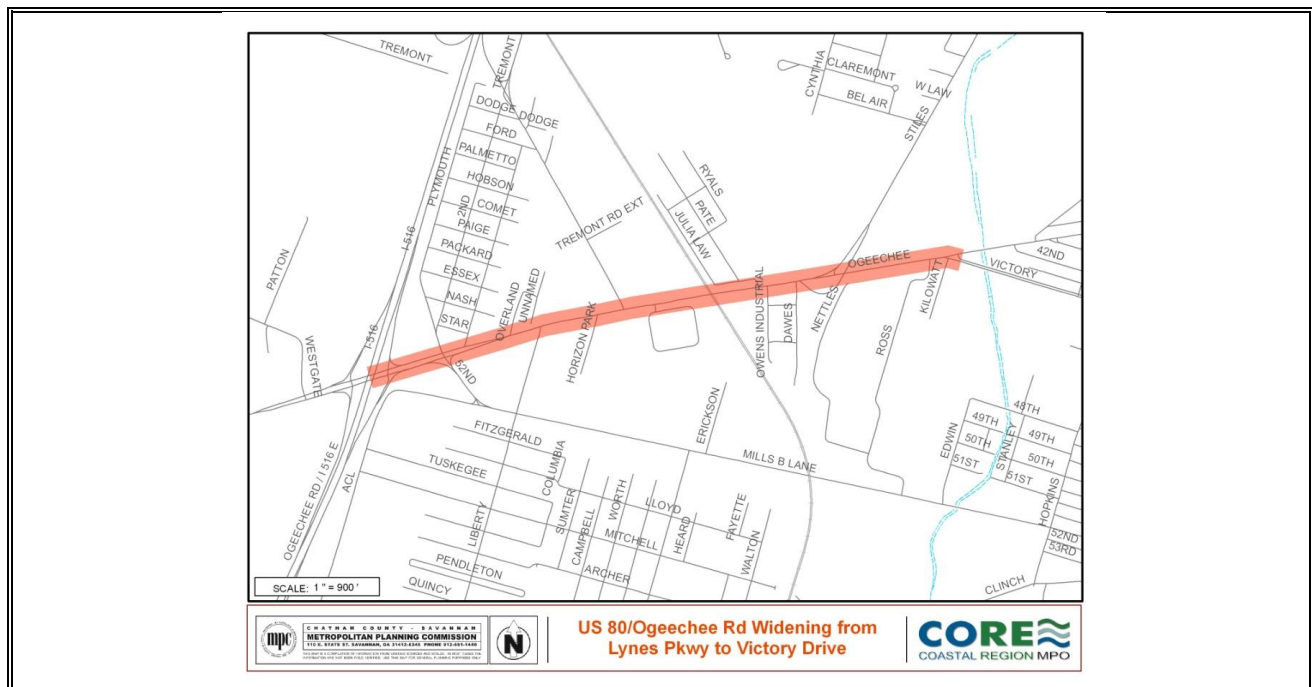 TREMONT
TREMONT
CYNTHIA
CLAREMONT
W LAW
BEL AIR
STILES
DODGE
DODGE
FORD
PALMETTO
PLYMOUTH
HOBSON
2ND
COMET
PAIGE
PACKARD
ESSEX
NASH
STAR
I-516
I-516
PATTON
WESTGATE
RYALS
PATE
JULIA LAW
TREMONT RD EXT
OVERLAND
UNNAMED
HORIZON PARK
52ND
OWENS INDUSTRIAL
DAWES
NETTLES
OGEECHEE
ROSS
KILOWATT
VICTORY
42ND
OGEECHEE RD / I 516 E
ACL
FITZGERALD
TUSKEGEE
LIBERTY
COLUMBIA
SUMTER
CAMPBELL
WORTH
LLOYD
MITCHELL
HEARD
ERICKSON
MILLS B LANE
FAYETTE
WALTON
ARCHER
PENDLETON
QUINCY
EDWIN
48TH
49TH
49TH
50TH
50TH
51ST
51ST
STANLEY
HOPKINS
52ND
53RD
CLINCH
SCALE: 1 " = 900 '
mpc
CHATHAM COUNTY - SAVANNAH
METROPOLITAN PLANNING COMMISSION
N
US 80/Ogeechee Rd Widening from
Lynes Pkwy to Victory Drive
CORE
COASTAL REGION MPO